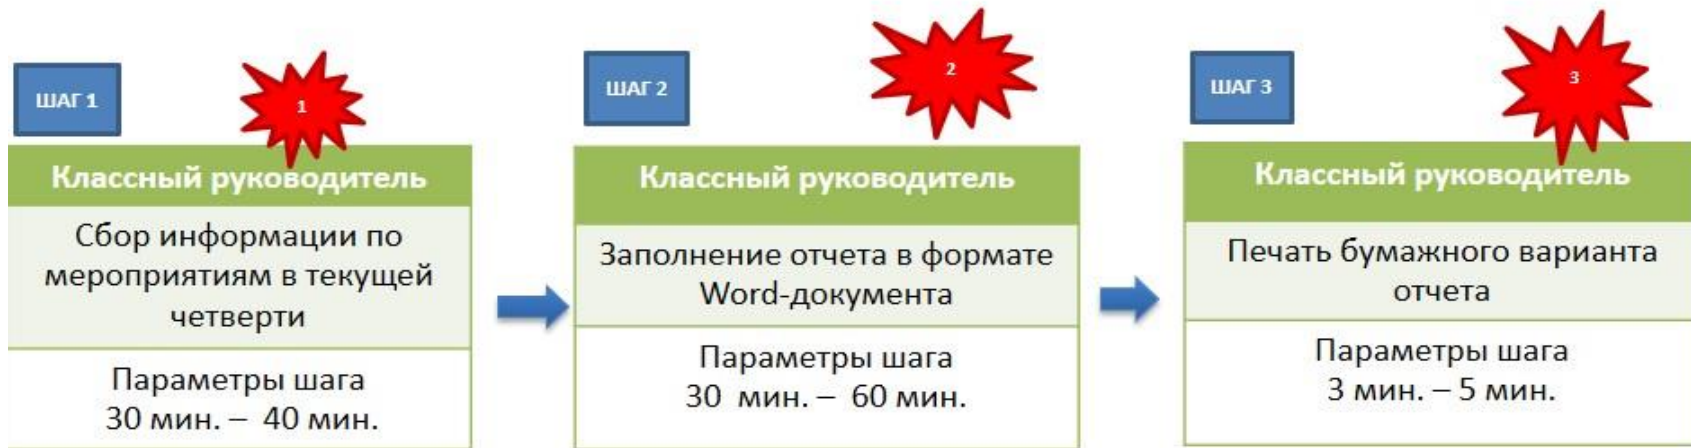 ШАГ 1
1
Классный руководитель
Сбор информации по
мероприятиям в текущей
четверти
Параметры шага
30 мин. – 40 мин.
ШАГ 2
2
Классный руководитель
Заполнение отчета в формате
Word-документа
Параметры шага
30 мин. – 60 мин.
ШАГ 3
3
Классный руководитель
Печать бумажного варианта
отчета
Параметры шага
3 мин. – 5 мин.